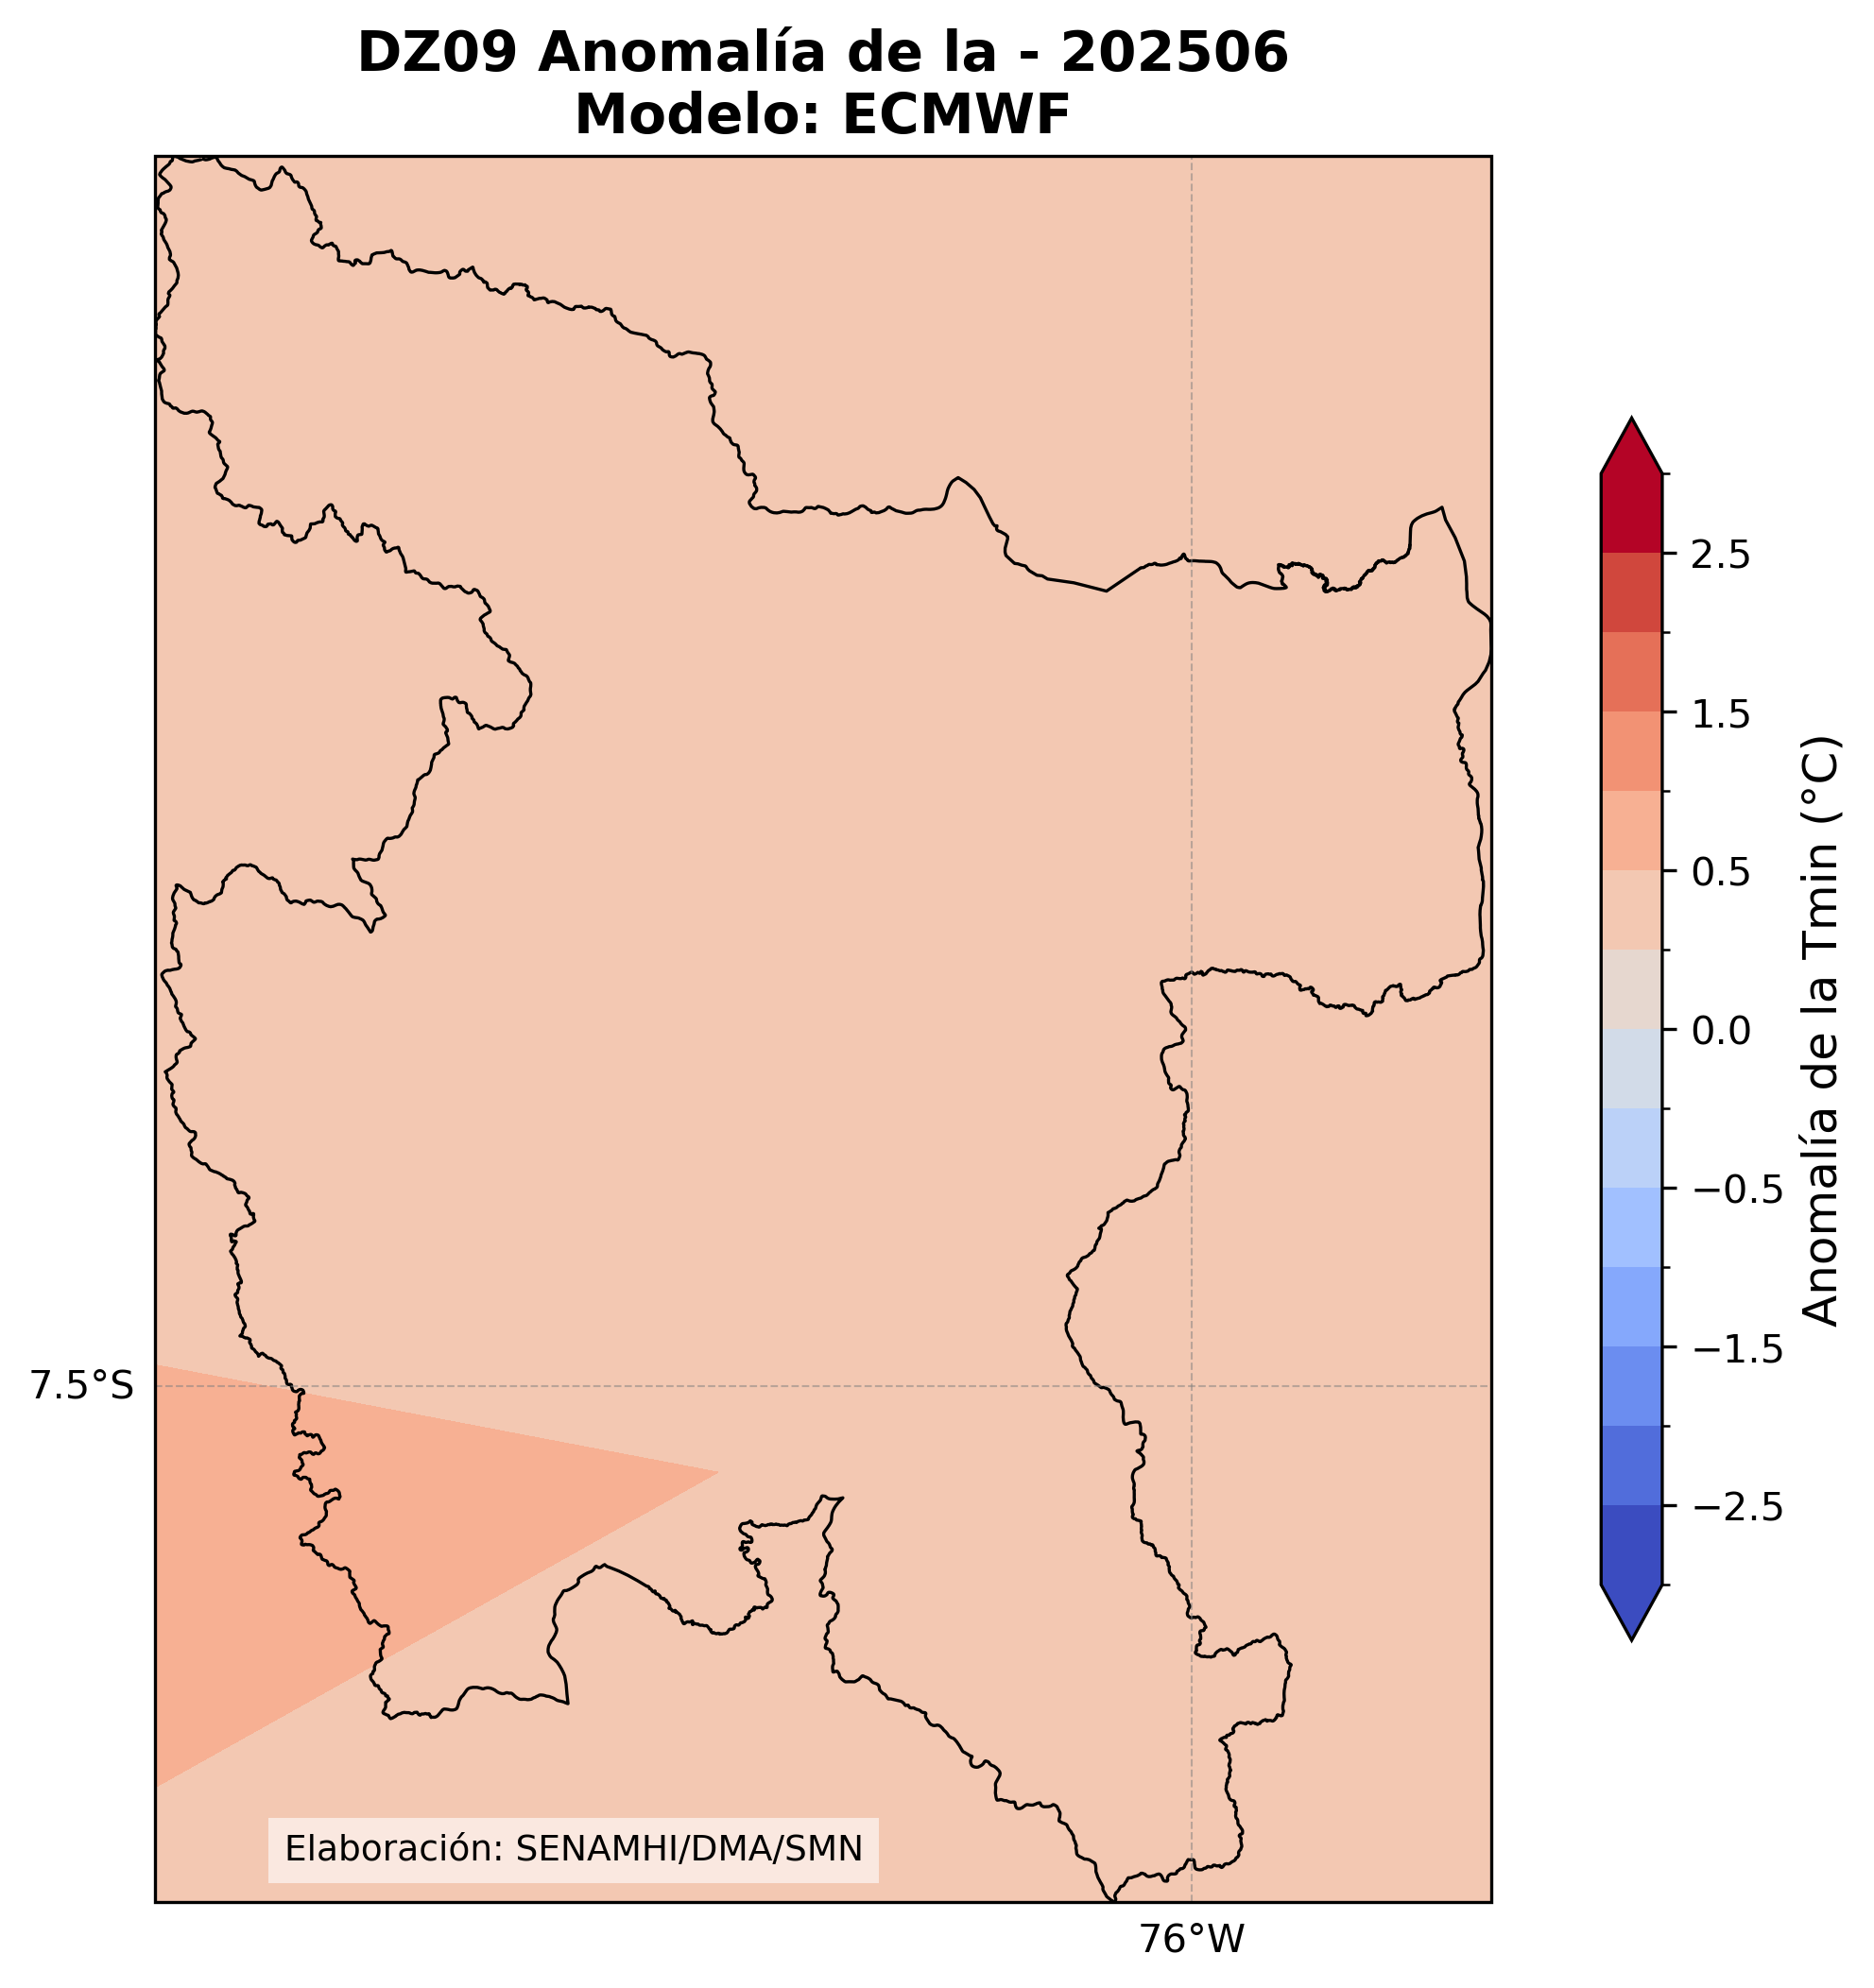 DZ09 Anomalía de la - 202506
Modelo: ECMWF
2.5
1.5
0.5
0.0
−0.5
−1.5
−2.5
Anomalía de la Tmin (°C)
7.5°S
Elaboración: SENAMHI/DMA/SMN
76°W